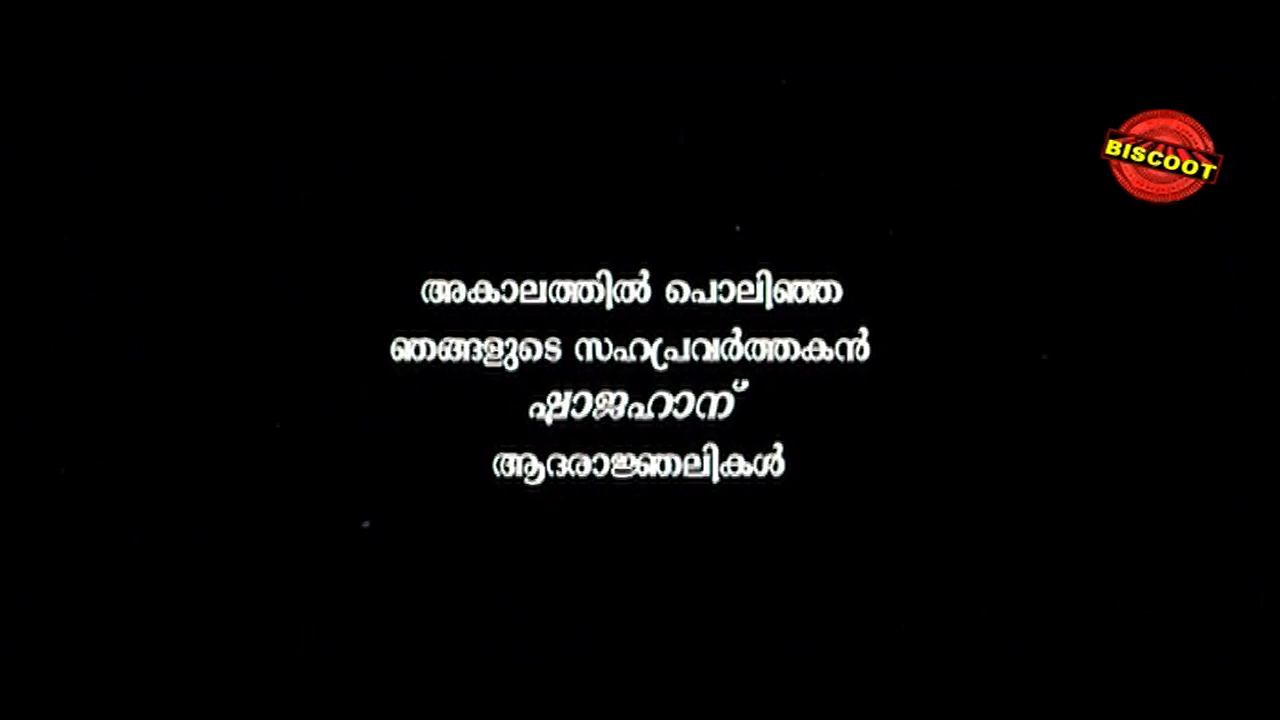 BISCOOT
അകാലത്തിൽ പൊലിഞ്ഞ
ഞങ്ങളുടെ സഹപ്രവർത്തകൻ
ഷാജഹാന്
ആദരാജ്ഞലികൾ